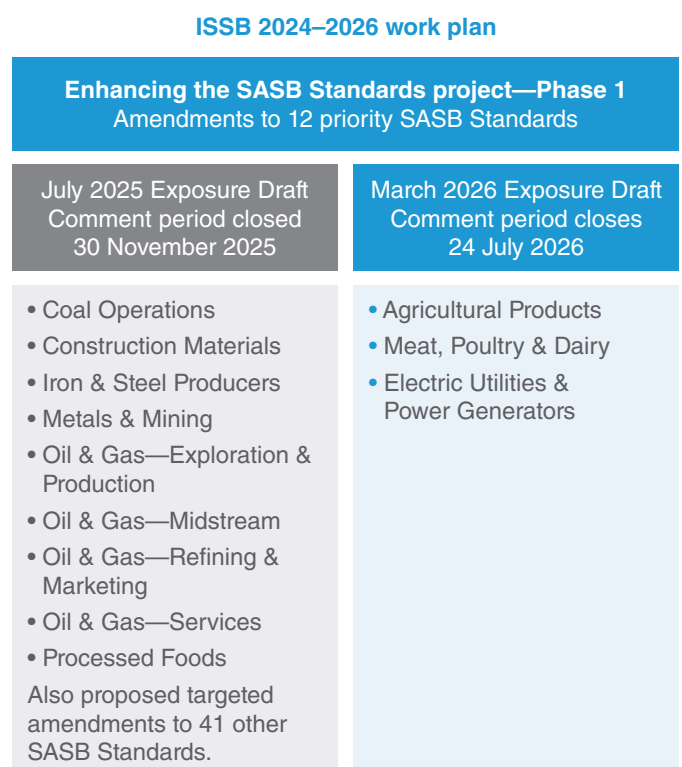 ISSB 2024–2026 work plan
Enhancing the SASB Standards project—Phase 1
Amendments to 12 priority SASB Standards
July 2025 Exposure Draft
Comment period closed
30 November 2025
• Coal Operations
• Construction Materials
• Iron & Steel Producers
• Metals & Mining
• Oil & Gas—Exploration &
Production
• Oil & Gas—Midstream
• Oil & Gas—Refining &
Marketing
• Oil & Gas—Services
• Processed Foods
Also proposed targeted
amendments to 41 other
SASB Standards.
March 2026 Exposure Draft
Comment period closes
24 July 2026
• Agricultural Products
• Meat, Poultry & Dairy
• Electric Utilities &
Power Generators